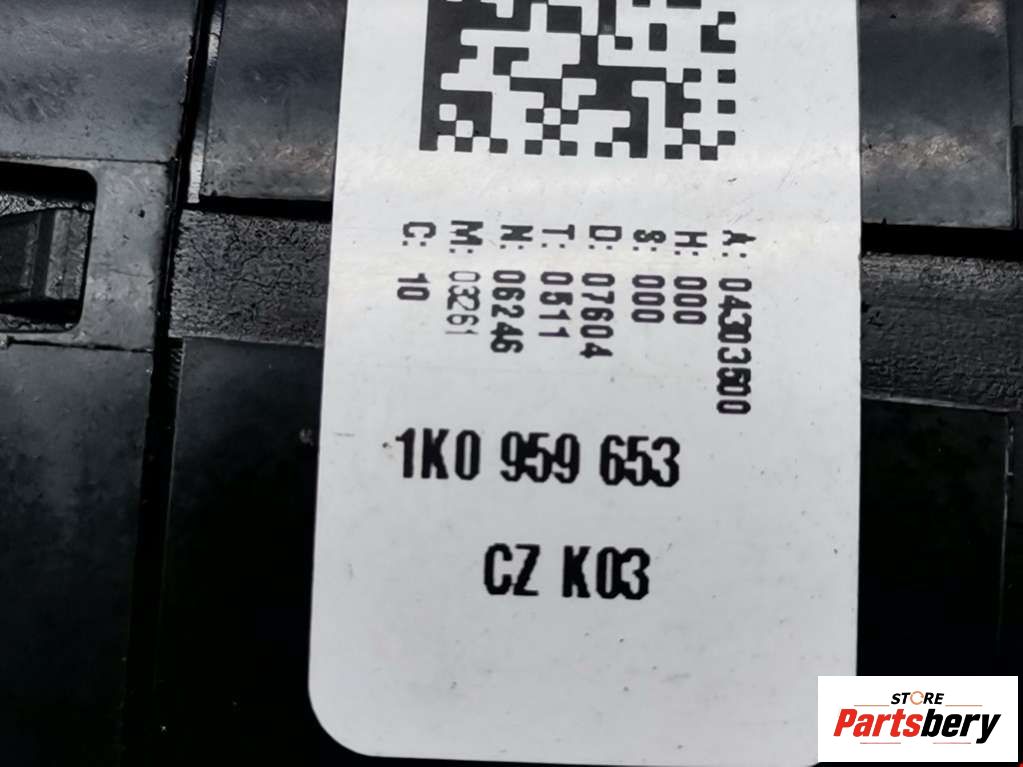 A: 04303500
H: 000
S: 000
D: 07604
T: 0511
N: 06246
M: 03261
C: 10
1K0 959 653
CZ K03
STORE
Partsbery